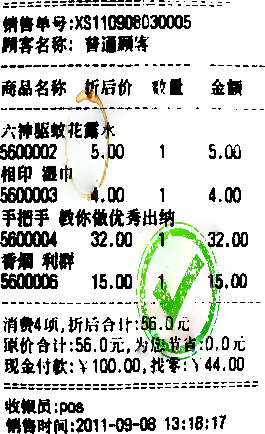 销售单号:XS110908030005
顾客名称: 普通顾客
商品名称 折后价 数量 金额
六神驱蚊花露水
5600002 5.00 1 5.00
相印 湿巾
5600003 4.00 1 4.00
手把手 教你做优秀出纳
5600004 32.00 1 32.00
香烟 利群
5600006 15.00 1 15.00
消费4项,折后合计:56.0元
原价合计:56.0元,为您节省:0.0元
现金付款:¥100.00,找零:¥44.00
收银员:pos
销售时间:2011-09-08 13:18:17